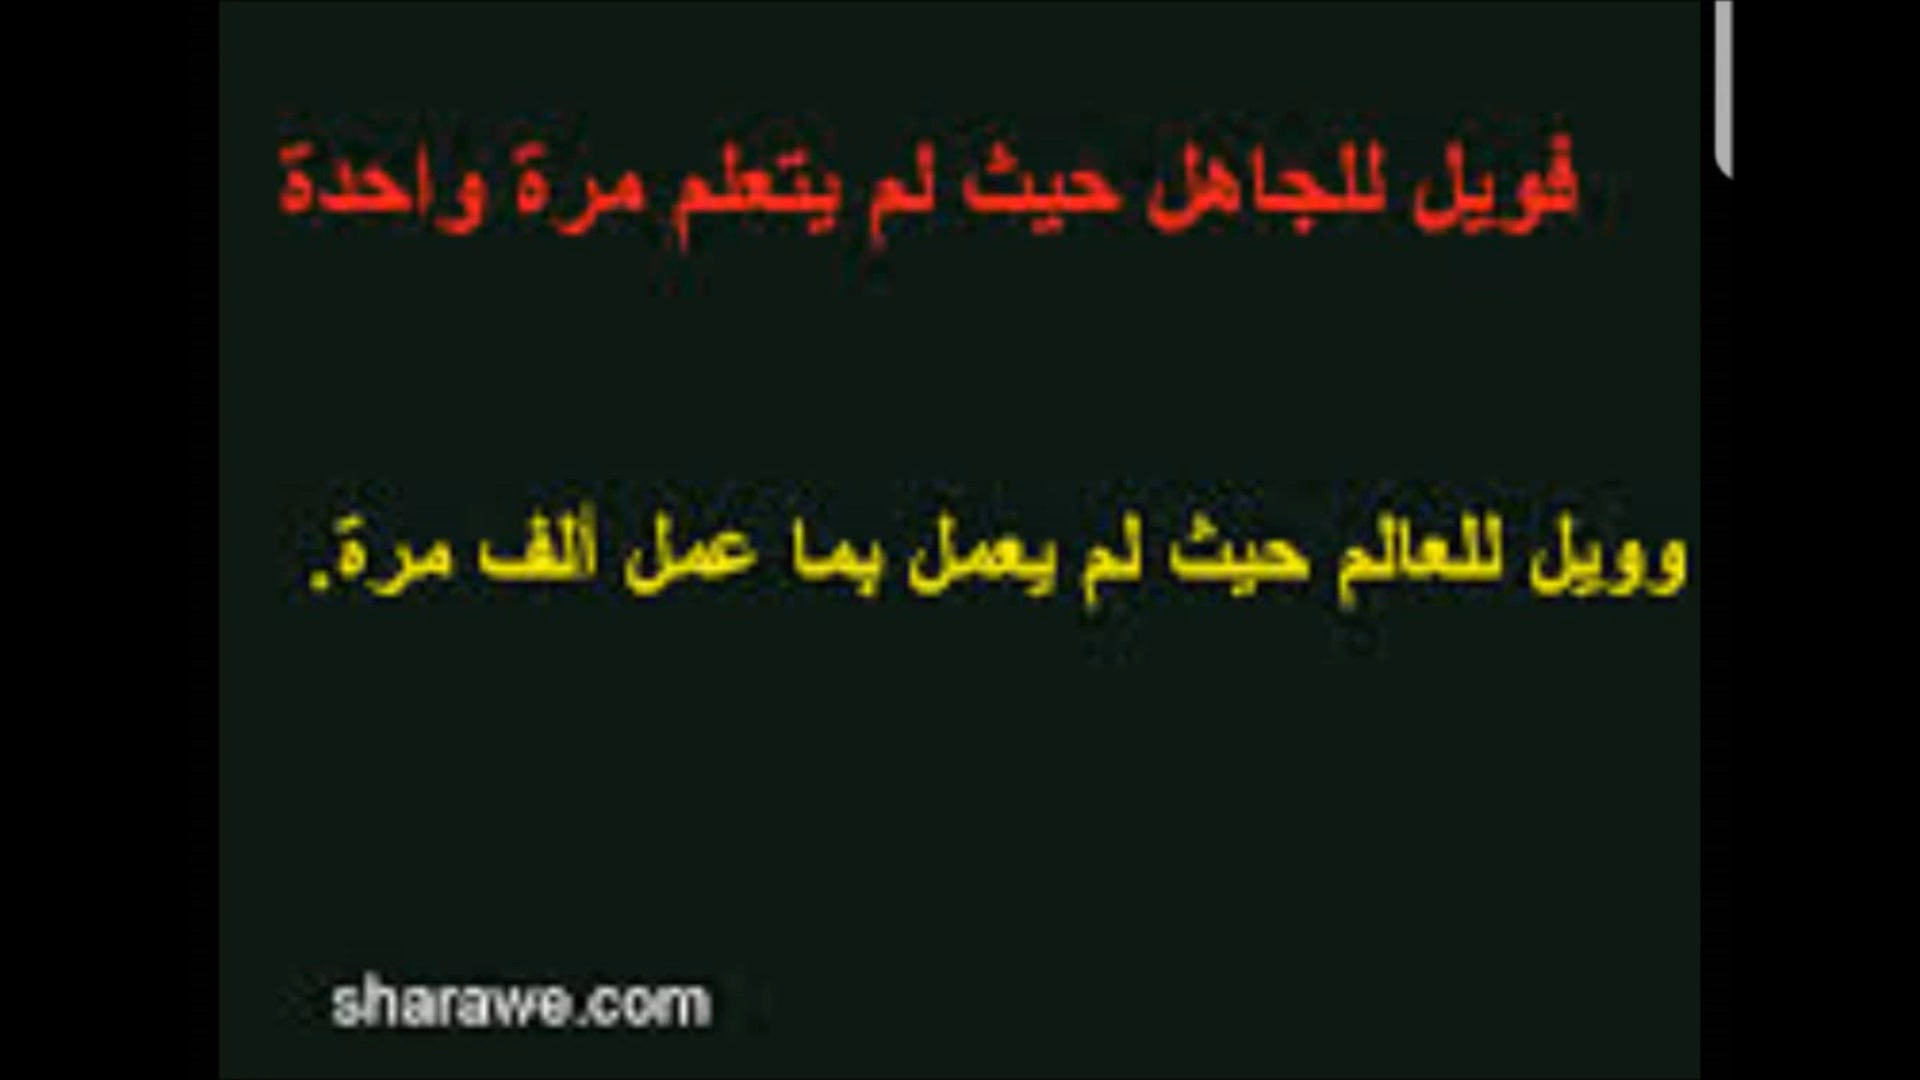 فويل للجاهل حيث لم يتعلم مرة واحدة
وويل للعالم حيث لم يعمل بما عمل ألف مرة.
sharawe.com